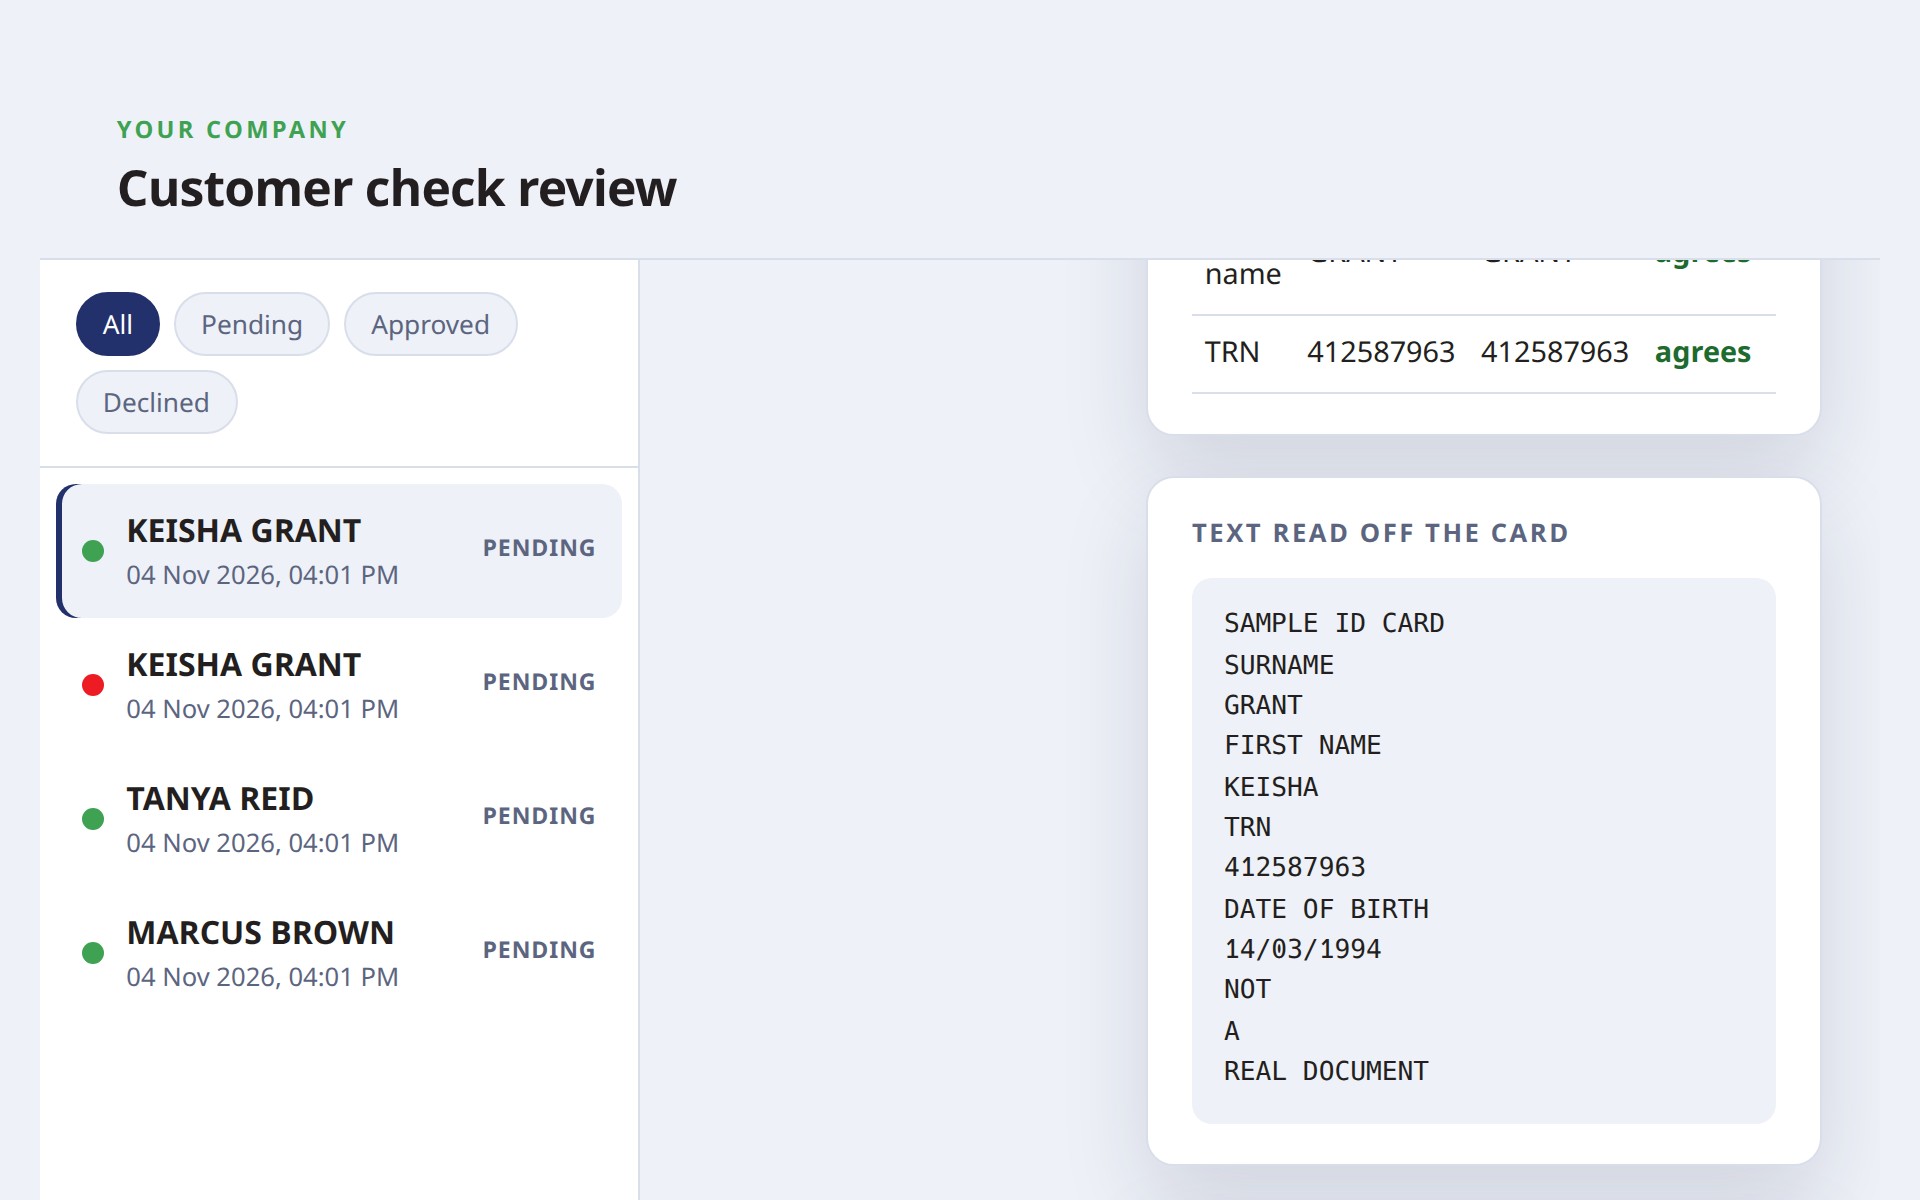 YOUR COMPANY
Customer check review
All
Pending
Approved
Declined
KEISHA GRANT
04 Nov 2026, 04:01 PM
PENDING
KEISHA GRANT
04 Nov 2026, 04:01 PM
PENDING
TANYA REID
04 Nov 2026, 04:01 PM
PENDING
MARCUS BROWN
04 Nov 2026, 04:01 PM
PENDING
name
TRN 412587963 412587963 agrees
TEXT READ OFF THE CARD
SAMPLE ID CARD
SURNAME
GRANT
FIRST NAME
KEISHA
TRN
412587963
DATE OF BIRTH
14/03/1994
NOT
A
REAL DOCUMENT